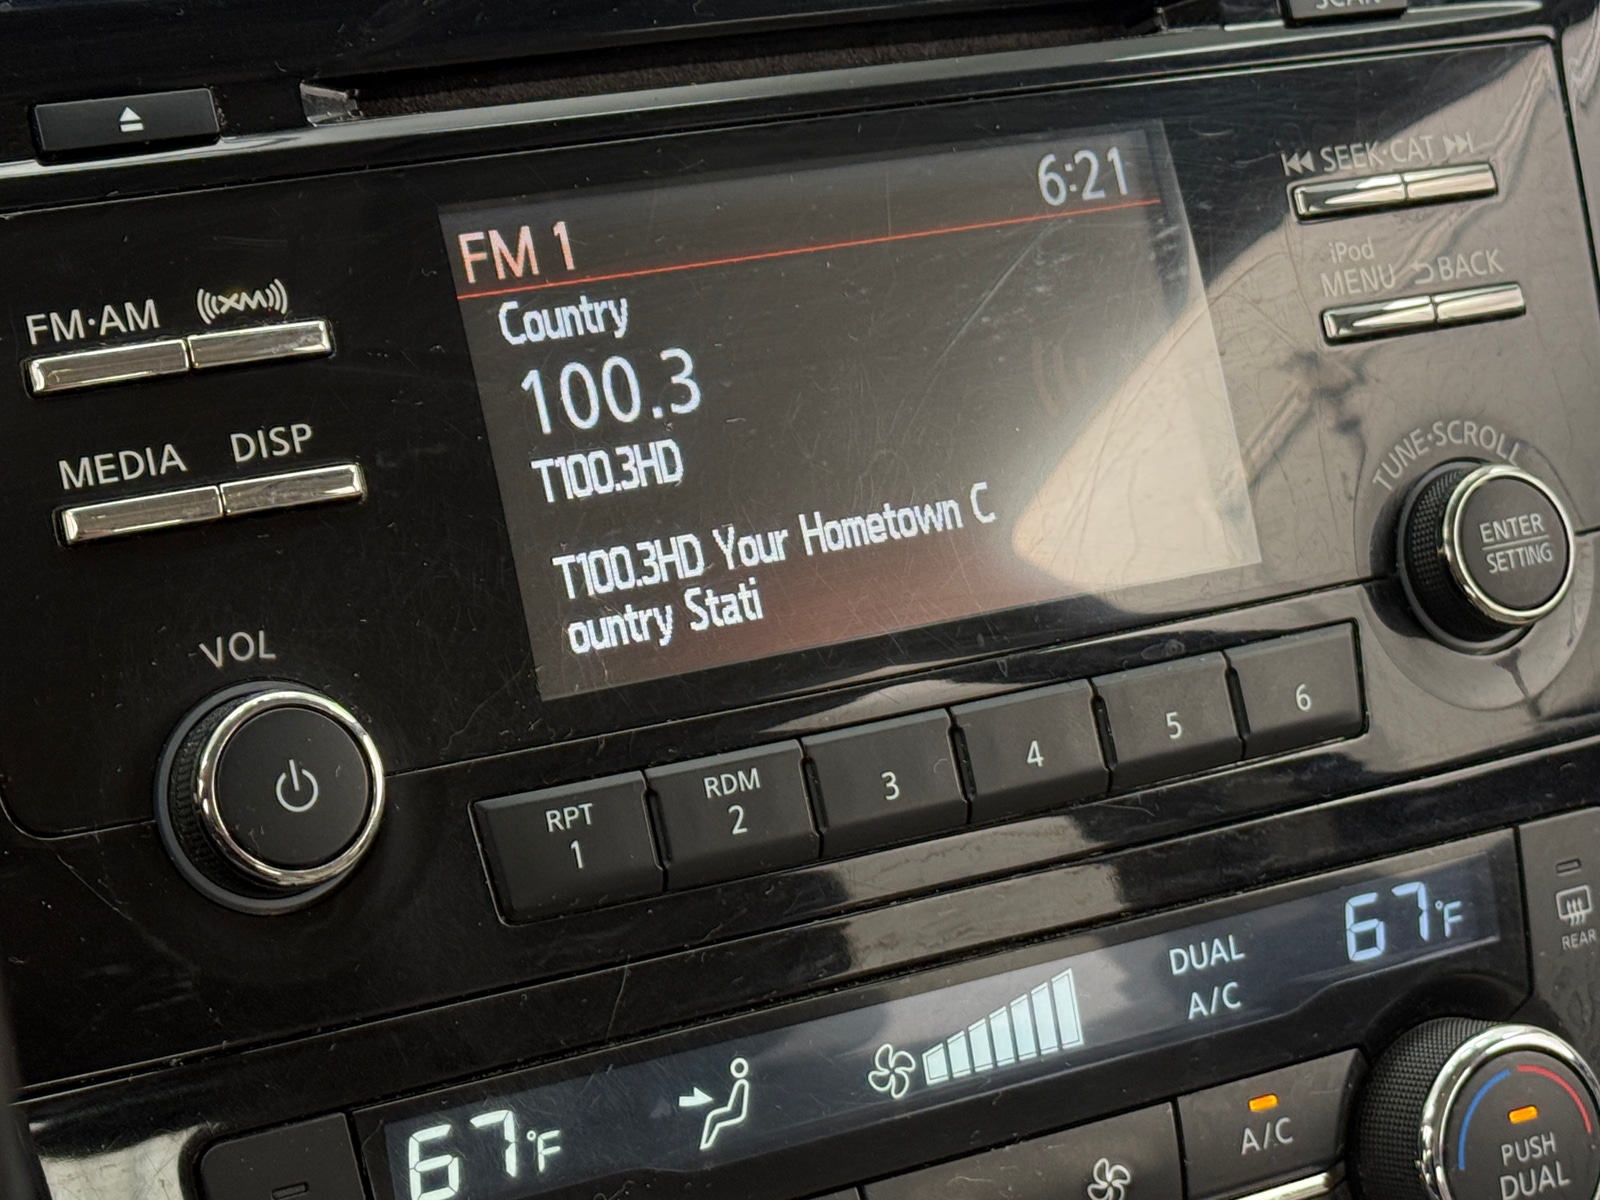 SCAN
6:21
FM 1
Country
100.3
T100.3HD
T100.3HD Your Hometown C
ountry Stati
FM·AM
XM
MEDIA
DISP
VOL
SEEK·CAT
iPod
MENU
BACK
TUNE·SCROLL
ENTER
SETTING
RPT
1
RDM
2
3
4
5
6
67°F
DUAL
A/C
67°F
REAR
A/C
PUSH
DUAL